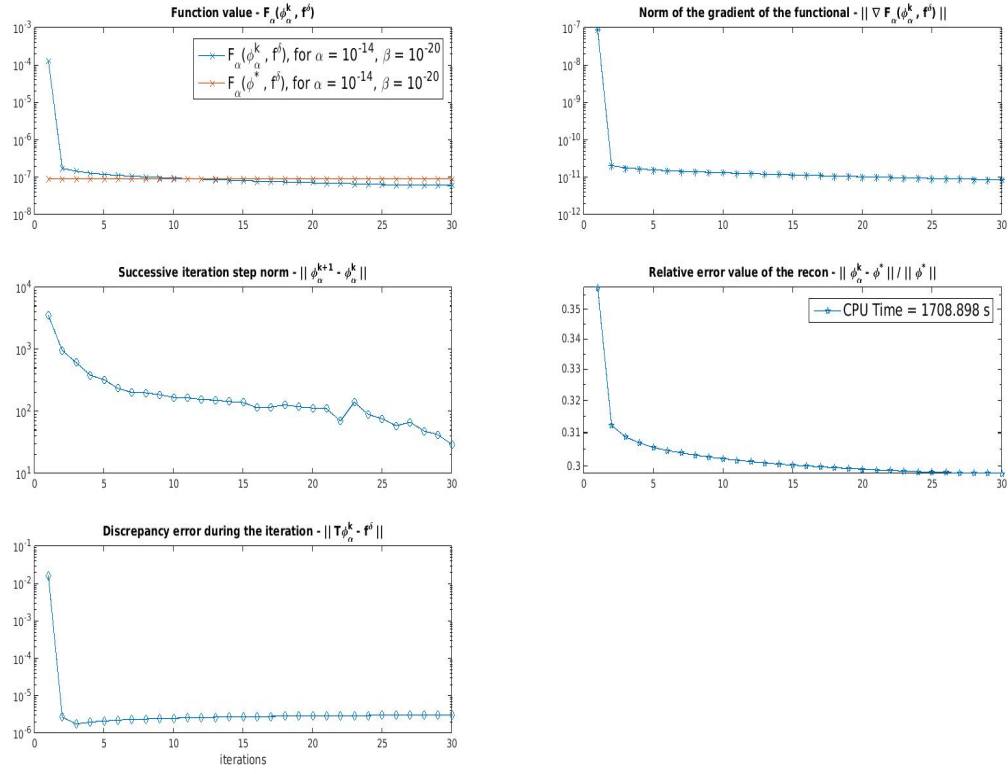 Function value - F_α(ϕ_α^k, f^δ)
10^-3
10^-4
10^-5
10^-6
10^-7
10^-8
F_α(ϕ_α^k, f^δ), for α = 10^-14, β = 10^-20
F_α(ϕ^*, f^δ), for α = 10^-14, β = 10^-20
0 5 10 15 20 25 30
Norm of the gradient of the functional - || ∇ F_α(ϕ_α^k, f^δ) ||
10^-7
10^-8
10^-9
10^-10
10^-11
10^-12
0 5 10 15 20 25 30
Successive iteration step norm - || ϕ_α^k+1 - ϕ_α^k ||
10^4
10^3
10^2
10^1
0 5 10 15 20 25 30
Relative error value of the recon - || ϕ_α^k - ϕ^* || / || ϕ^* ||
CPU Time = 1708.898 s
0.35
0.34
0.33
0.32
0.31
0.3
0 5 10 15 20 25 30
Discrepancy error during the iteration - || Tϕ_α^k - f^δ ||
10^-1
10^-2
10^-3
10^-4
10^-5
10^-6
0 5 10 15 20 25 30
iterations